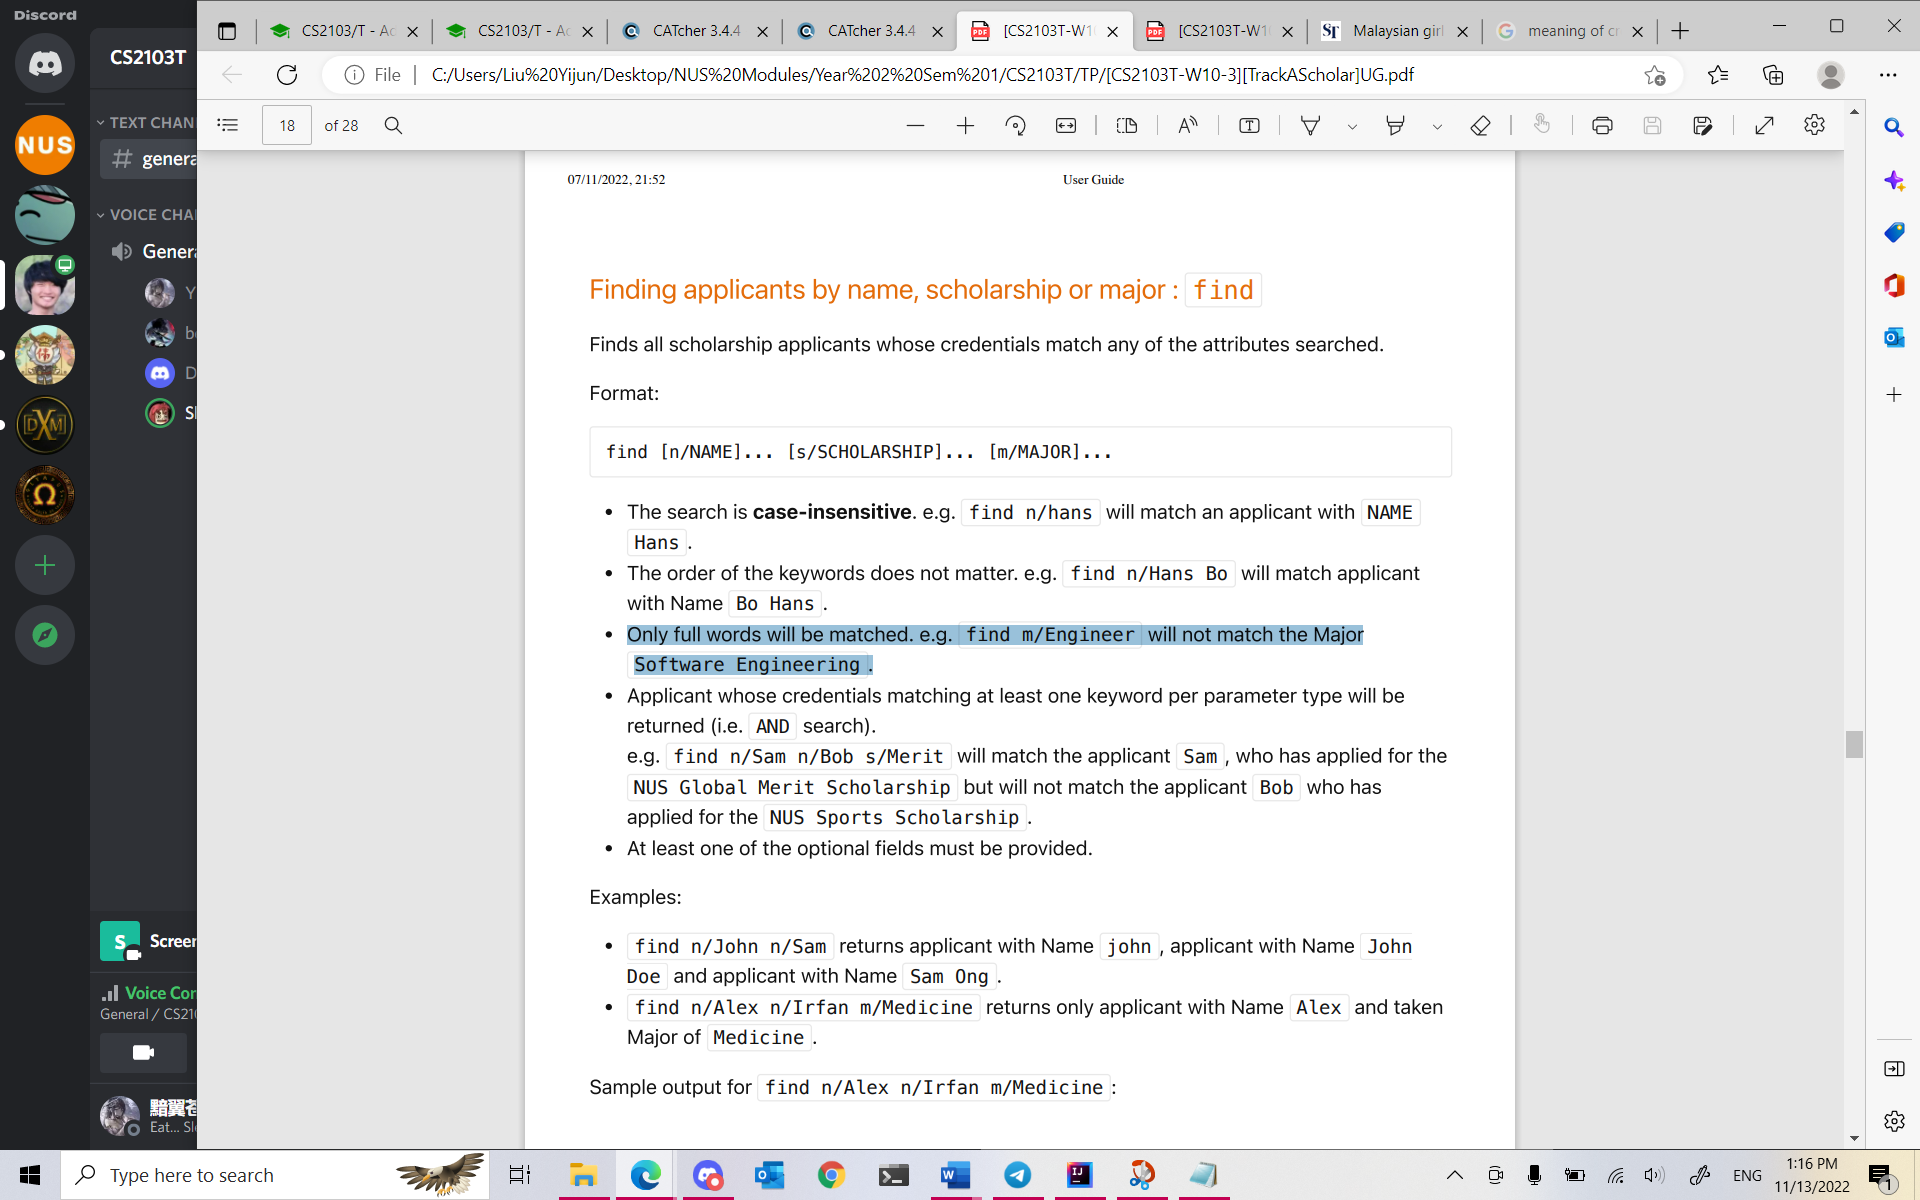 Discord
CS2103/T - Ac
CS2103/T - Ac
CATcher 3.4.4
CATcher 3.4.4
[CS2103T-W1
[CS2103T-W1
ST
Malaysian girl
meaning of cr
CS2103T
File
C:/Users/Liu%20Yijun/Desktop/NUS%20Modules/Year%202%20Sem%201/CS2103T/TP/[CS2103T-W10-3][TrackAScholar]UG.pdf
18 of 28
TEXT CHAN
# genera
NUS
VOICE CHA
Genera
Y
be
D
SI
DXM
Ω
07/11/2022, 21:52
User Guide
Finding applicants by name, scholarship or major : find
Finds all scholarship applicants whose credentials match any of the attributes searched.
Format:
find [n/NAME]... [s/SCHOLARSHIP]... [m/MAJOR]...
• The search is case-insensitive. e.g. find n/hans will match an applicant with NAME
Hans .
• The order of the keywords does not matter. e.g. find n/Hans Bo will match applicant
with Name Bo Hans .
• Only full words will be matched. e.g. find m/Engineer will not match the Major
Software Engineering .
• Applicant whose credentials matching at least one keyword per parameter type will be
returned (i.e. AND search).
e.g. find n/Sam n/Bob s/Merit will match the applicant Sam , who has applied for the
NUS Global Merit Scholarship but will not match the applicant Bob who has
applied for the NUS Sports Scholarship .
• At least one of the optional fields must be provided.
Examples:
• find n/John n/Sam returns applicant with Name john , applicant with Name John
Doe and applicant with Name Sam Ong .
• find n/Alex n/Irfan m/Medicine returns only applicant with Name Alex and taken
Major of Medicine .
Sample output for find n/Alex n/Irfan m/Medicine :
S
Screen
Voice Con
General / CS210
黯翼苍
Eat... Sle
Type here to search
ENG
1:16 PM
11/13/2022
1